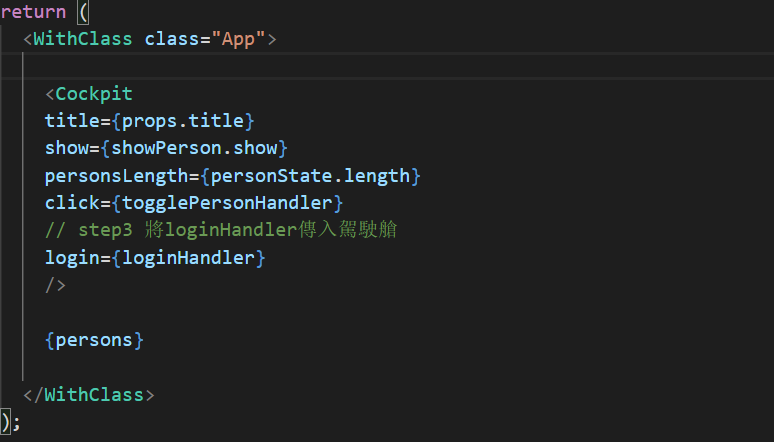 return (
<WithClass class="App">
<Cockpit
title={props.title}
show={showPerson.show}
personsLength={personState.length}
click={togglePersonHandler}
// step3 將loginHandler傳入駕駛艙
login={loginHandler}
/>
{persons}
</WithClass>
);